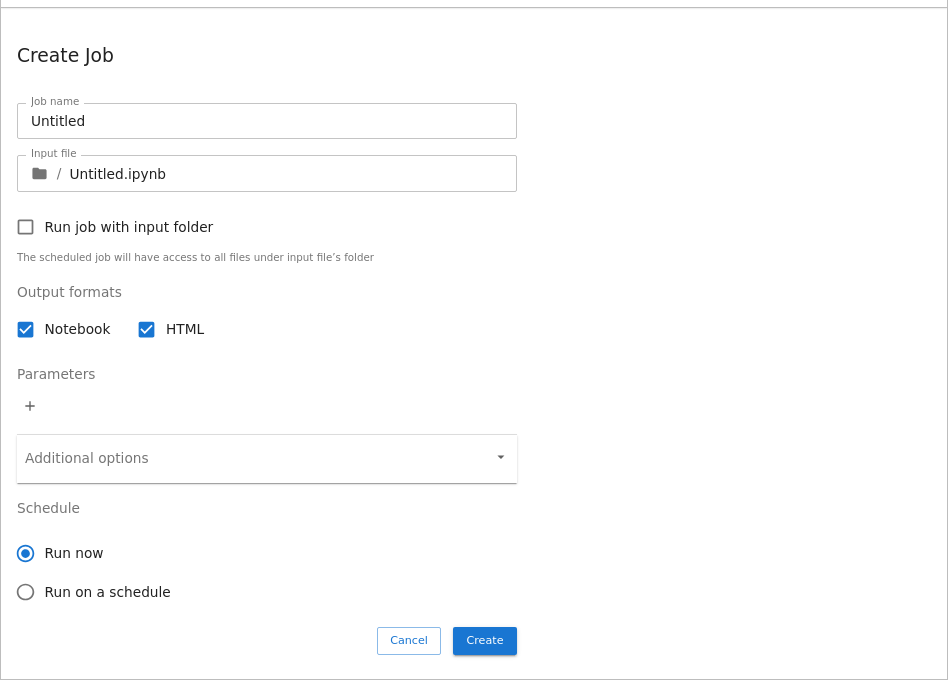 Create Job
Job name
Untitled
Input file
/ Untitled.ipynb
Run job with input folder
The scheduled job will have access to all files under input file’s folder
Output formats
Notebook HTML
Parameters
+
Additional options
Schedule
Run now
Run on a schedule
Cancel Create